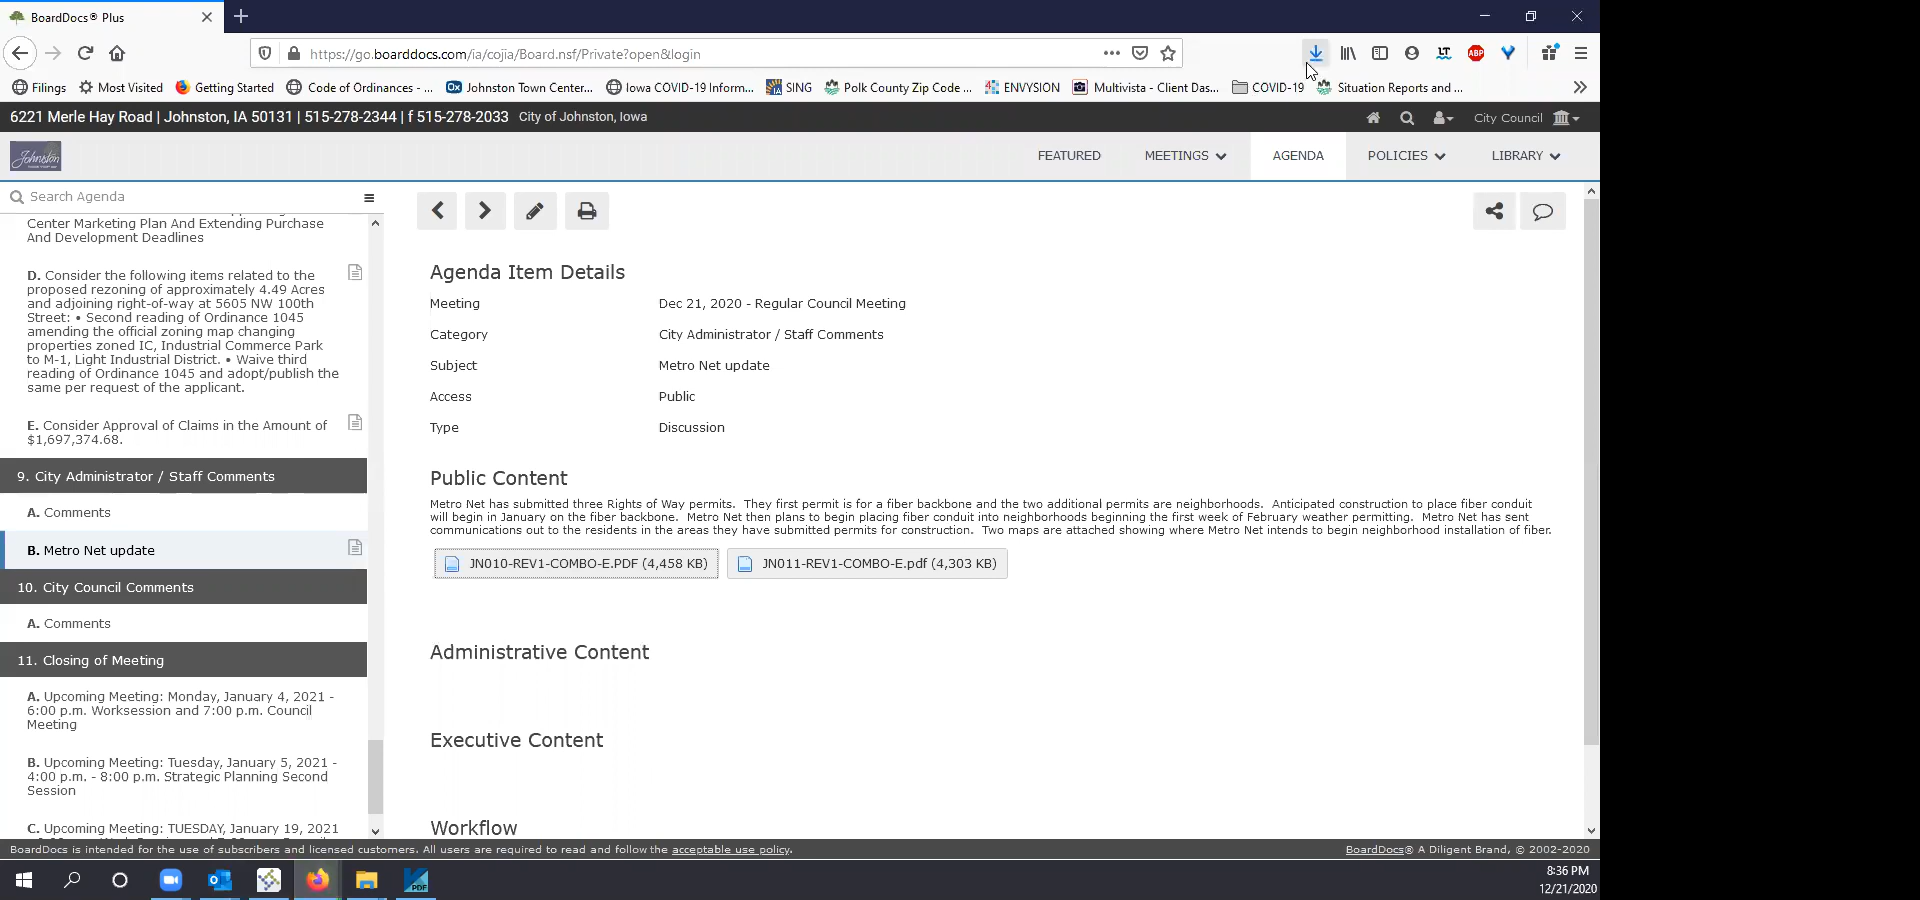 BoardDocs® Plus
https://go.boarddocs.com/ia/cojia/Board.nsf/Private?open&login
Filings
Most Visited
Getting Started
Code of Ordinances - ...
Johnston Town Center...
Iowa COVID-19 Inform...
SING
Polk County Zip Code ...
ENVYSION
Multivista - Client Das...
COVID-19
Situation Reports and ...
6221 Merle Hay Road | Johnston, IA 50131 | 515-278-2344 | f 515-278-2033 City of Johnston, Iowa
City Council
Johnston
FEATURED
MEETINGS
AGENDA
POLICIES
LIBRARY
Search Agenda
Center Marketing Plan And Extending Purchase
And Development Deadlines
D. Consider the following items related to the
proposed rezoning of approximately 4.49 Acres
and adjoining right-of-way at 5605 NW 100th
Street: • Second reading of Ordinance 1045
amending the official zoning map changing
properties zoned IC, Industrial Commerce Park
to M-1, Light Industrial District. • Waive third
reading of Ordinance 1045 and adopt/publish the
same per request of the applicant.
E. Consider Approval of Claims in the Amount of
$1,697,374.68.
9. City Administrator / Staff Comments
A. Comments
B. Metro Net update
10. City Council Comments
A. Comments
11. Closing of Meeting
A. Upcoming Meeting: Monday, January 4, 2021 -
6:00 p.m. Worksession and 7:00 p.m. Council
Meeting
B. Upcoming Meeting: Tuesday, January 5, 2021 -
4:00 p.m. - 8:00 p.m. Strategic Planning Second
Session
C. Upcoming Meeting: TUESDAY, January 19, 2021
Agenda Item Details
Meeting Dec 21, 2020 - Regular Council Meeting
Category City Administrator / Staff Comments
Subject Metro Net update
Access Public
Type Discussion
Public Content
Metro Net has submitted three Rights of Way permits. They first permit is for a fiber backbone and the two additional permits are neighborhoods. Anticipated construction to place fiber conduit
will begin in January on the fiber backbone. Metro Net then plans to begin placing fiber conduit into neighborhoods beginning the first week of February weather permitting. Metro Net has sent
communications out to the residents in the areas they have submitted permits for construction. Two maps are attached showing where Metro Net intends to begin neighborhood installation of fiber.
JN010-REV1-COMBO-E.PDF (4,458 KB)
JN011-REV1-COMBO-E.pdf (4,303 KB)
Administrative Content
Executive Content
Workflow
BoardDocs is intended for the use of subscribers and licensed customers. All users are required to read and follow the acceptable use policy.
BoardDocs® A Diligent Brand, © 2002-2020
8:36 PM
12/21/2020